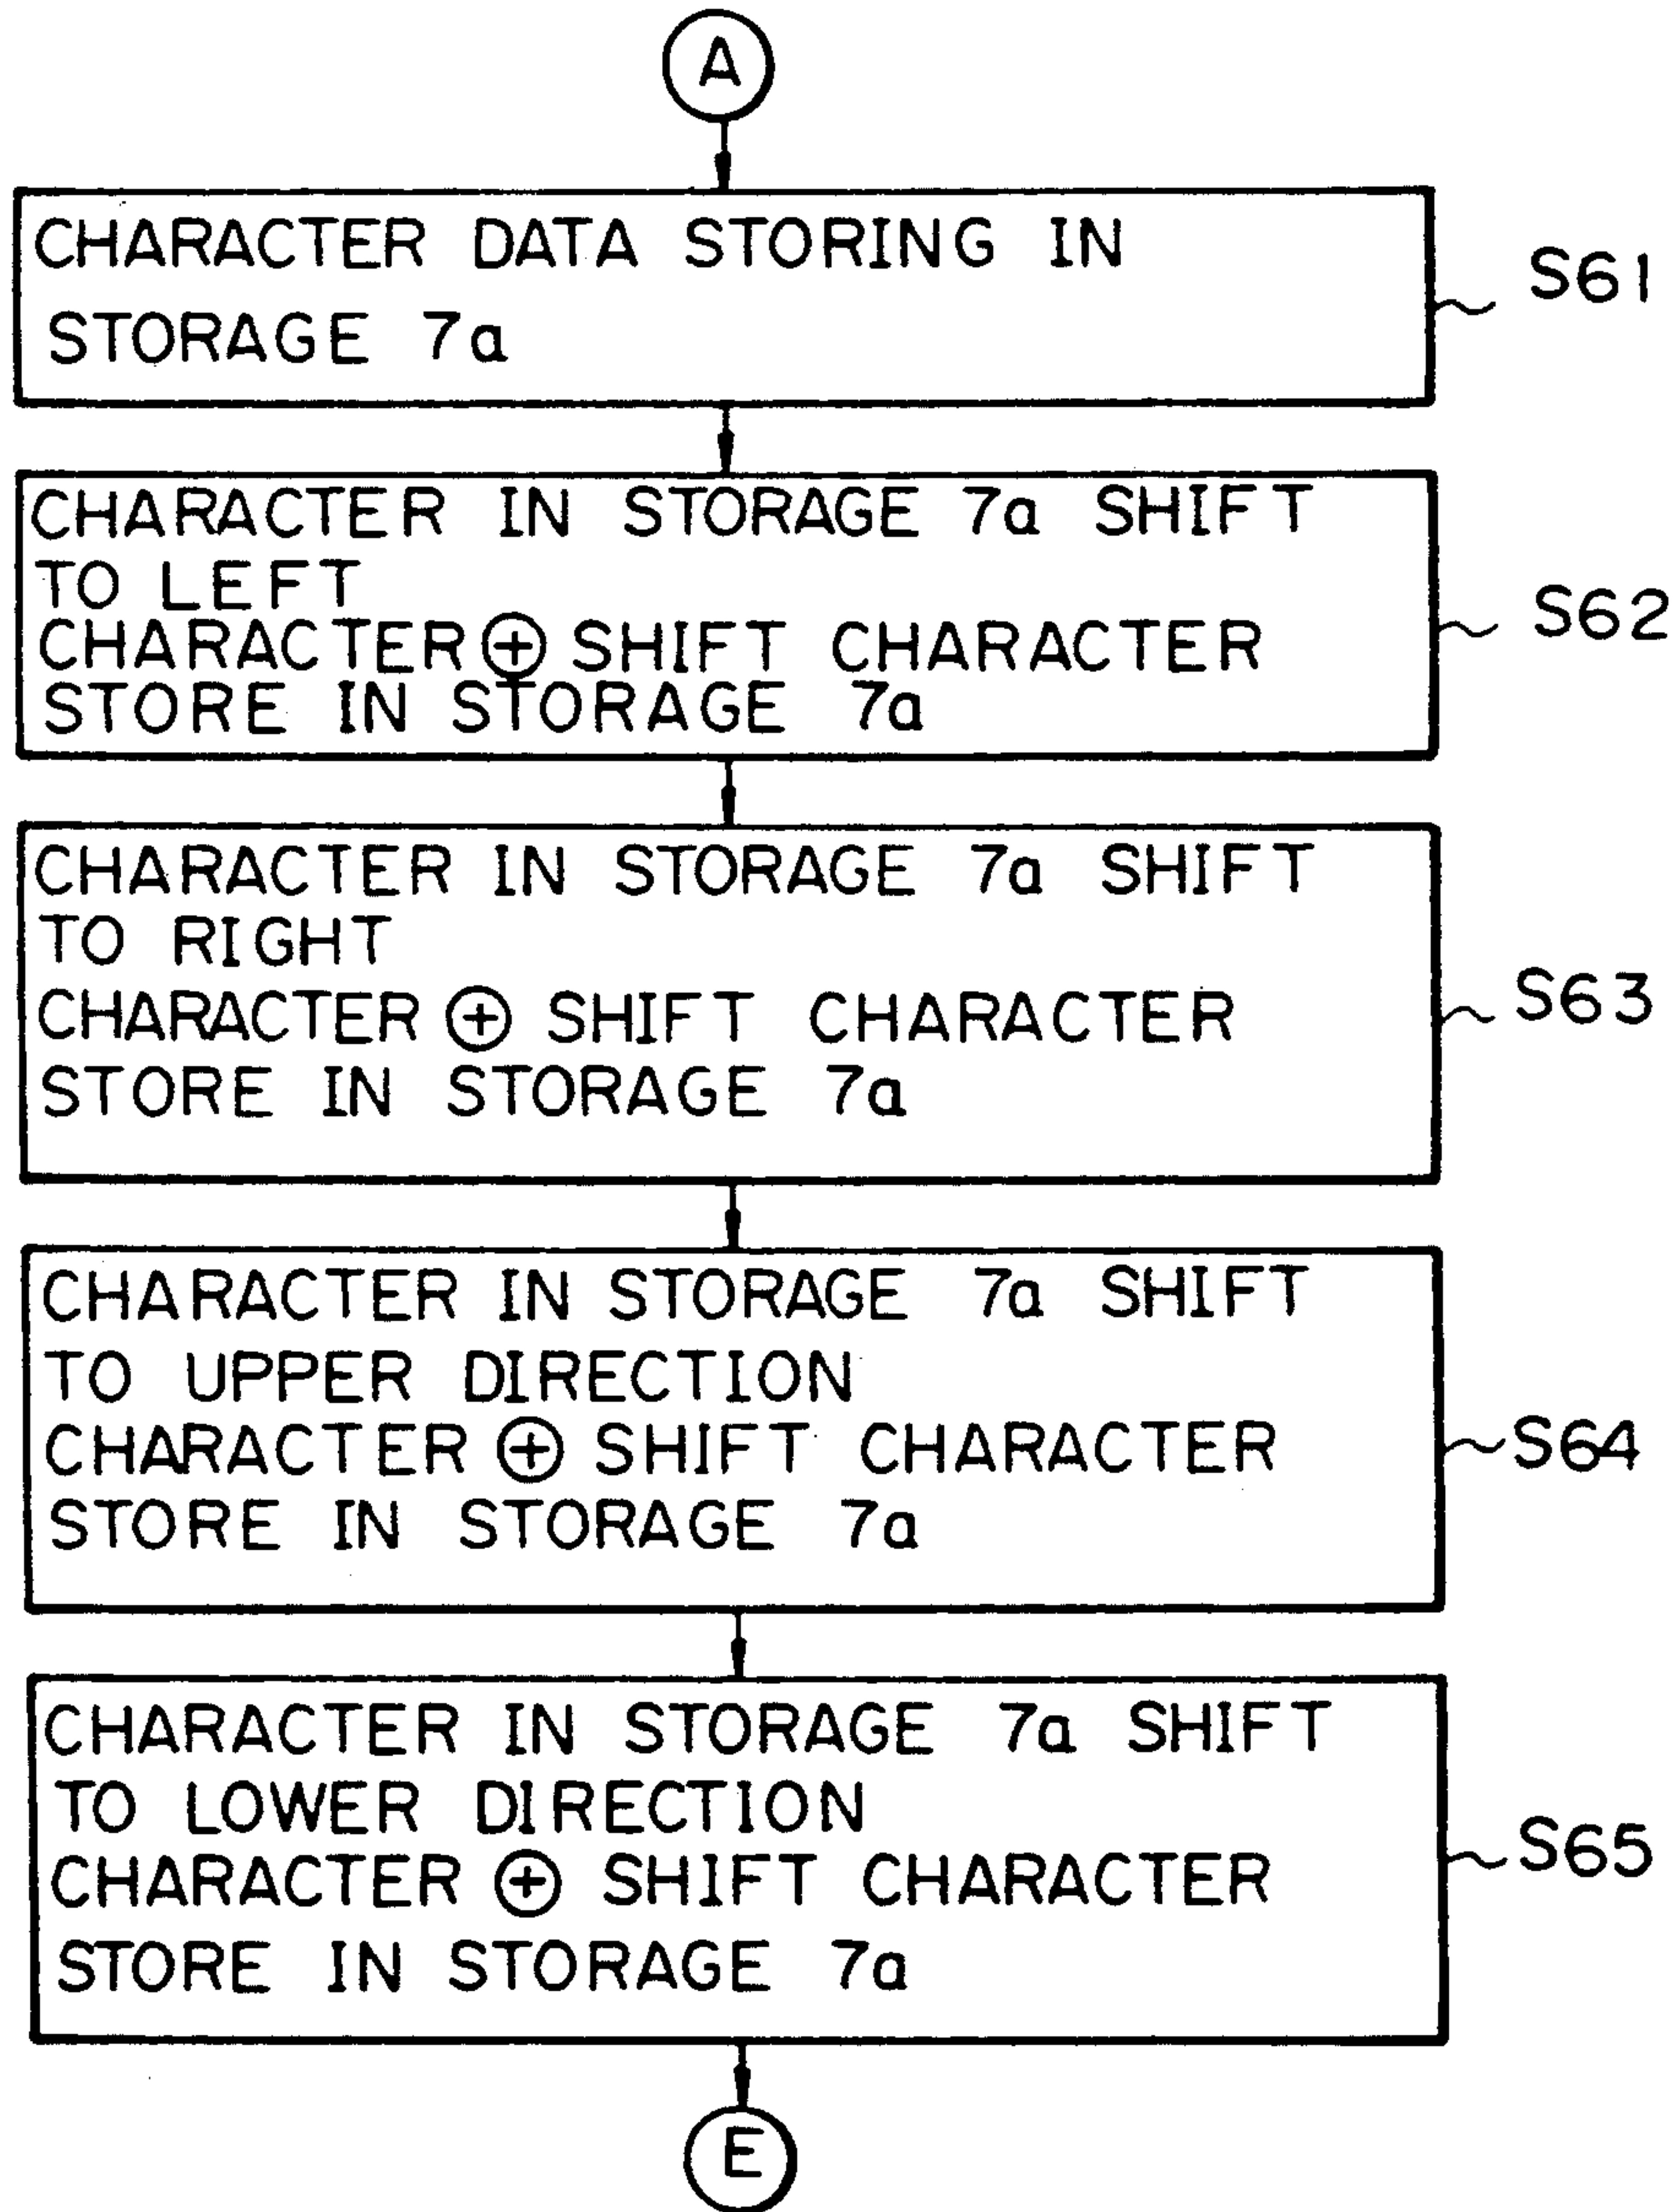 A
CHARACTER DATA STORING IN
STORAGE 7a
S61
CHARACTER IN STORAGE 7a SHIFT
TO LEFT
CHARACTER ⊕ SHIFT CHARACTER
STORE IN STORAGE 7a
S62
CHARACTER IN STORAGE 7a SHIFT
TO RIGHT
CHARACTER ⊕ SHIFT CHARACTER
STORE IN STORAGE 7a
S63
CHARACTER IN STORAGE 7a SHIFT
TO UPPER DIRECTION
CHARACTER ⊕ SHIFT CHARACTER
STORE IN STORAGE 7a
S64
CHARACTER IN STORAGE 7a SHIFT
TO LOWER DIRECTION
CHARACTER ⊕ SHIFT CHARACTER
STORE IN STORAGE 7a
S65
E